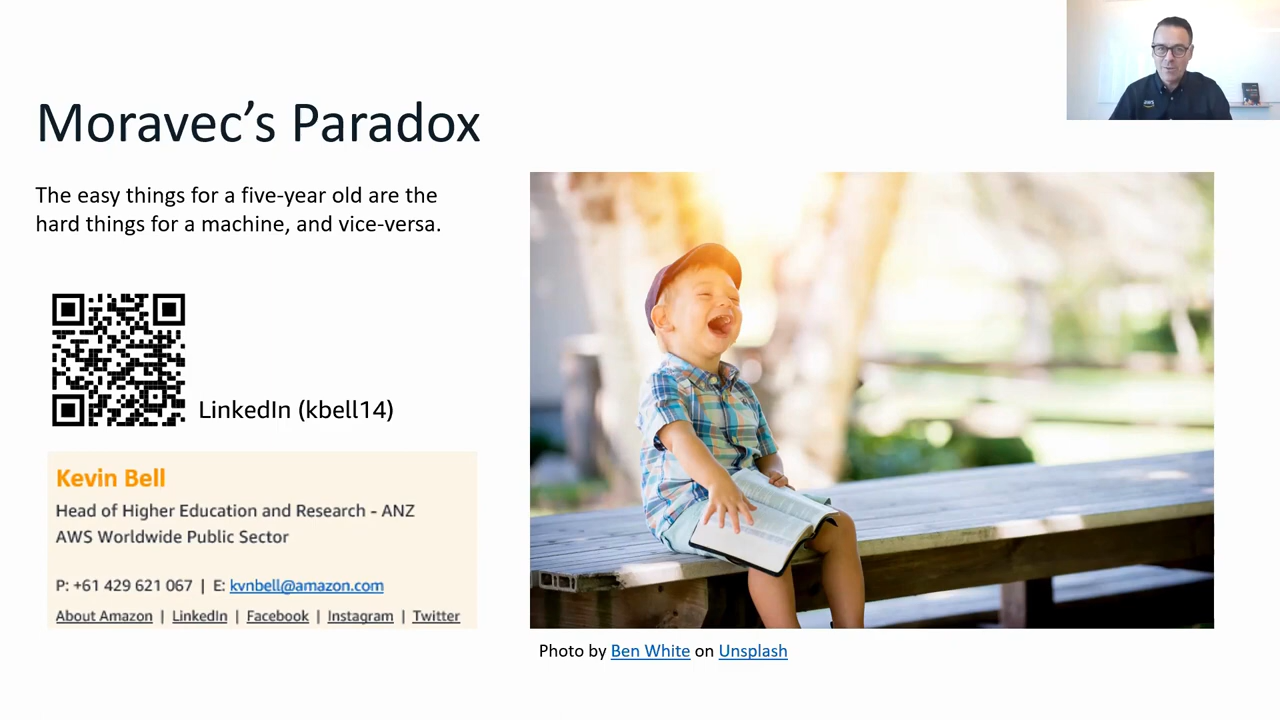 Moravec’s Paradox
The easy things for a five-year old are the
hard things for a machine, and vice-versa.
LinkedIn (kbell14)
Kevin Bell
Head of Higher Education and Research - ANZ
AWS Worldwide Public Sector
P: +61 429 621 067 | E: kvnbell@amazon.com
About Amazon | LinkedIn | Facebook | Instagram | Twitter
Photo by Ben White on Unsplash
aws